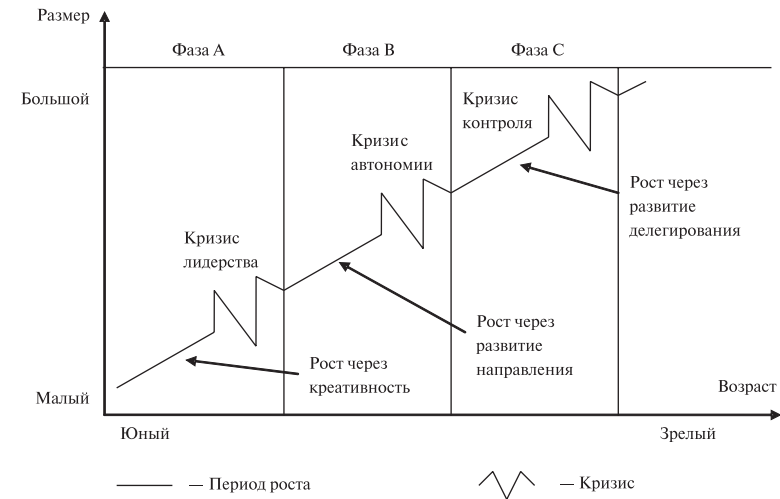 Размер
Фаза А
Фаза В
Фаза С
Большой
Кризис
контроля
Кризис
автономии
Рост через
развитие
делегирования
Кризис
лидерства
Рост через
развитие
направления
Рост через
креативность
Возраст
Малый
Юный
Зрелый
— Период роста
— Кризис